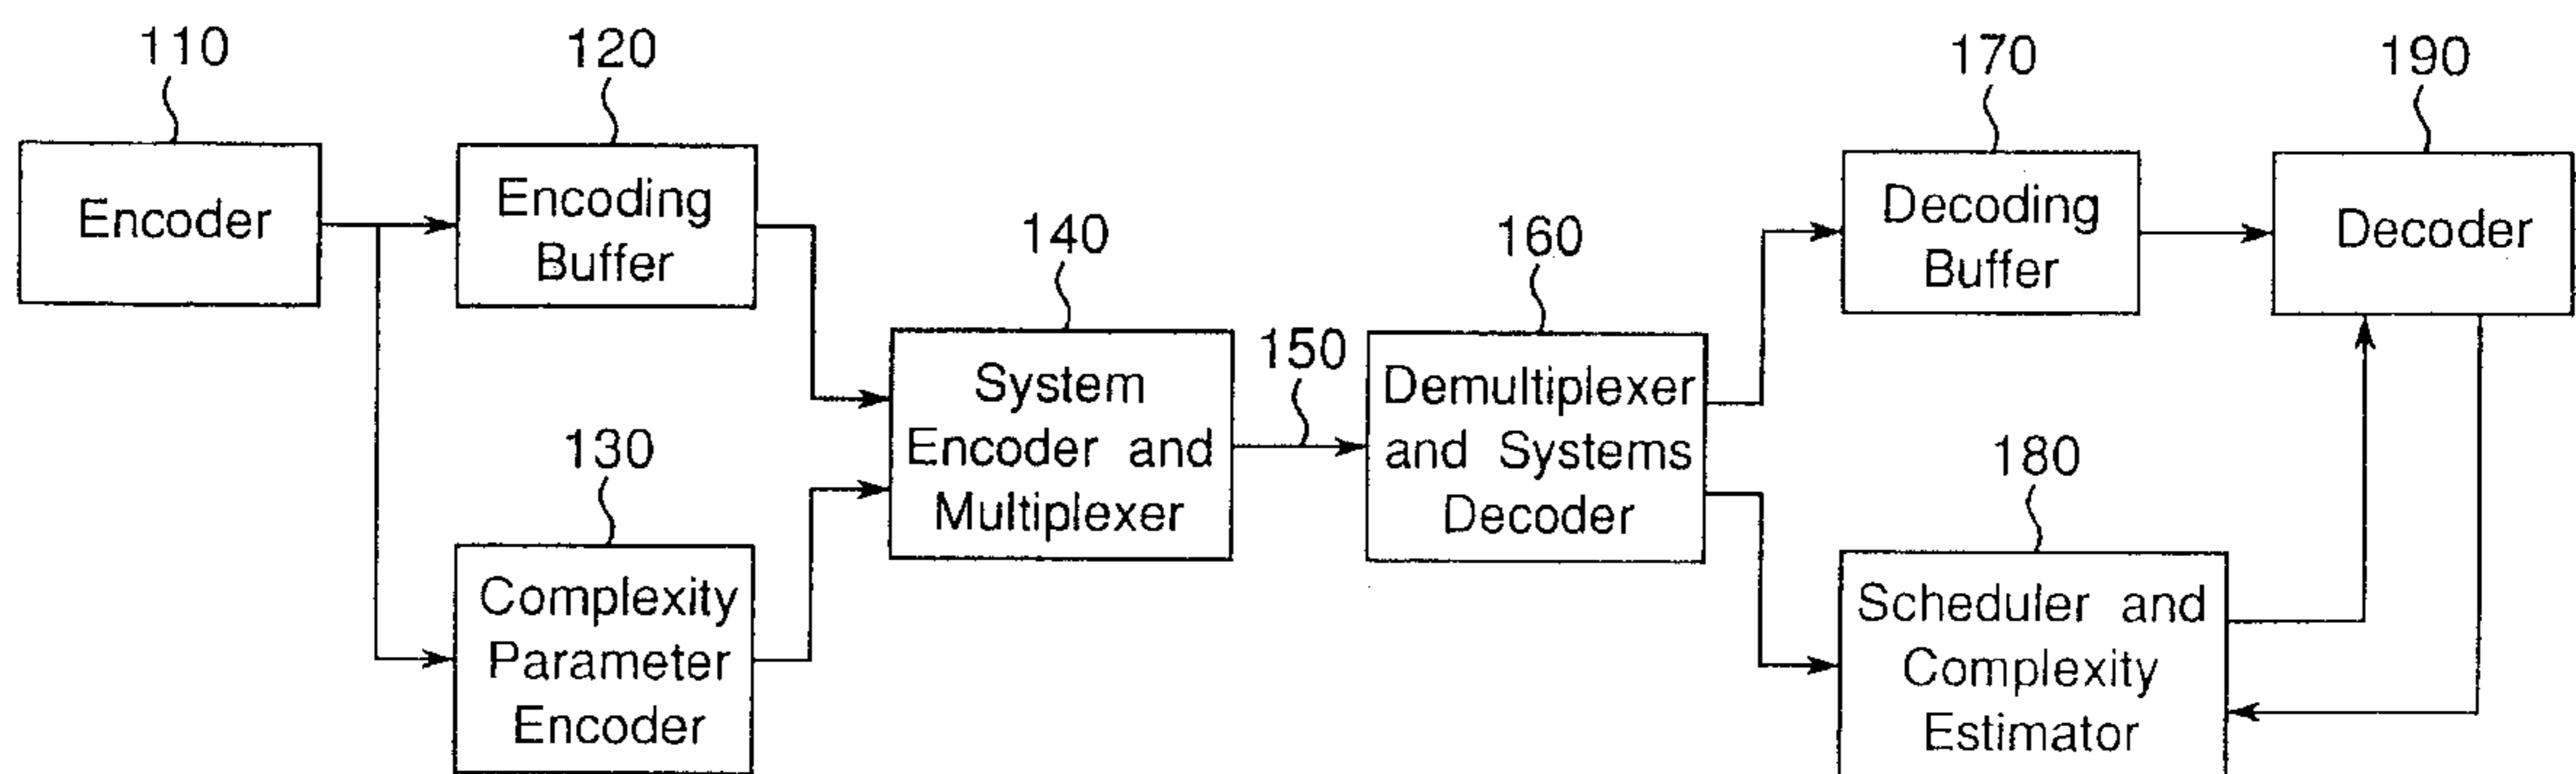 110
120
170
190
Encoder
Encoding
Buffer
Decoding
Buffer
Decoder
140
150
160
System
Encoder and
Multiplexer
Demultiplexer
and Systems
Decoder
130
180
Complexity
Parameter
Encoder
Scheduler and
Complexity
Estimator